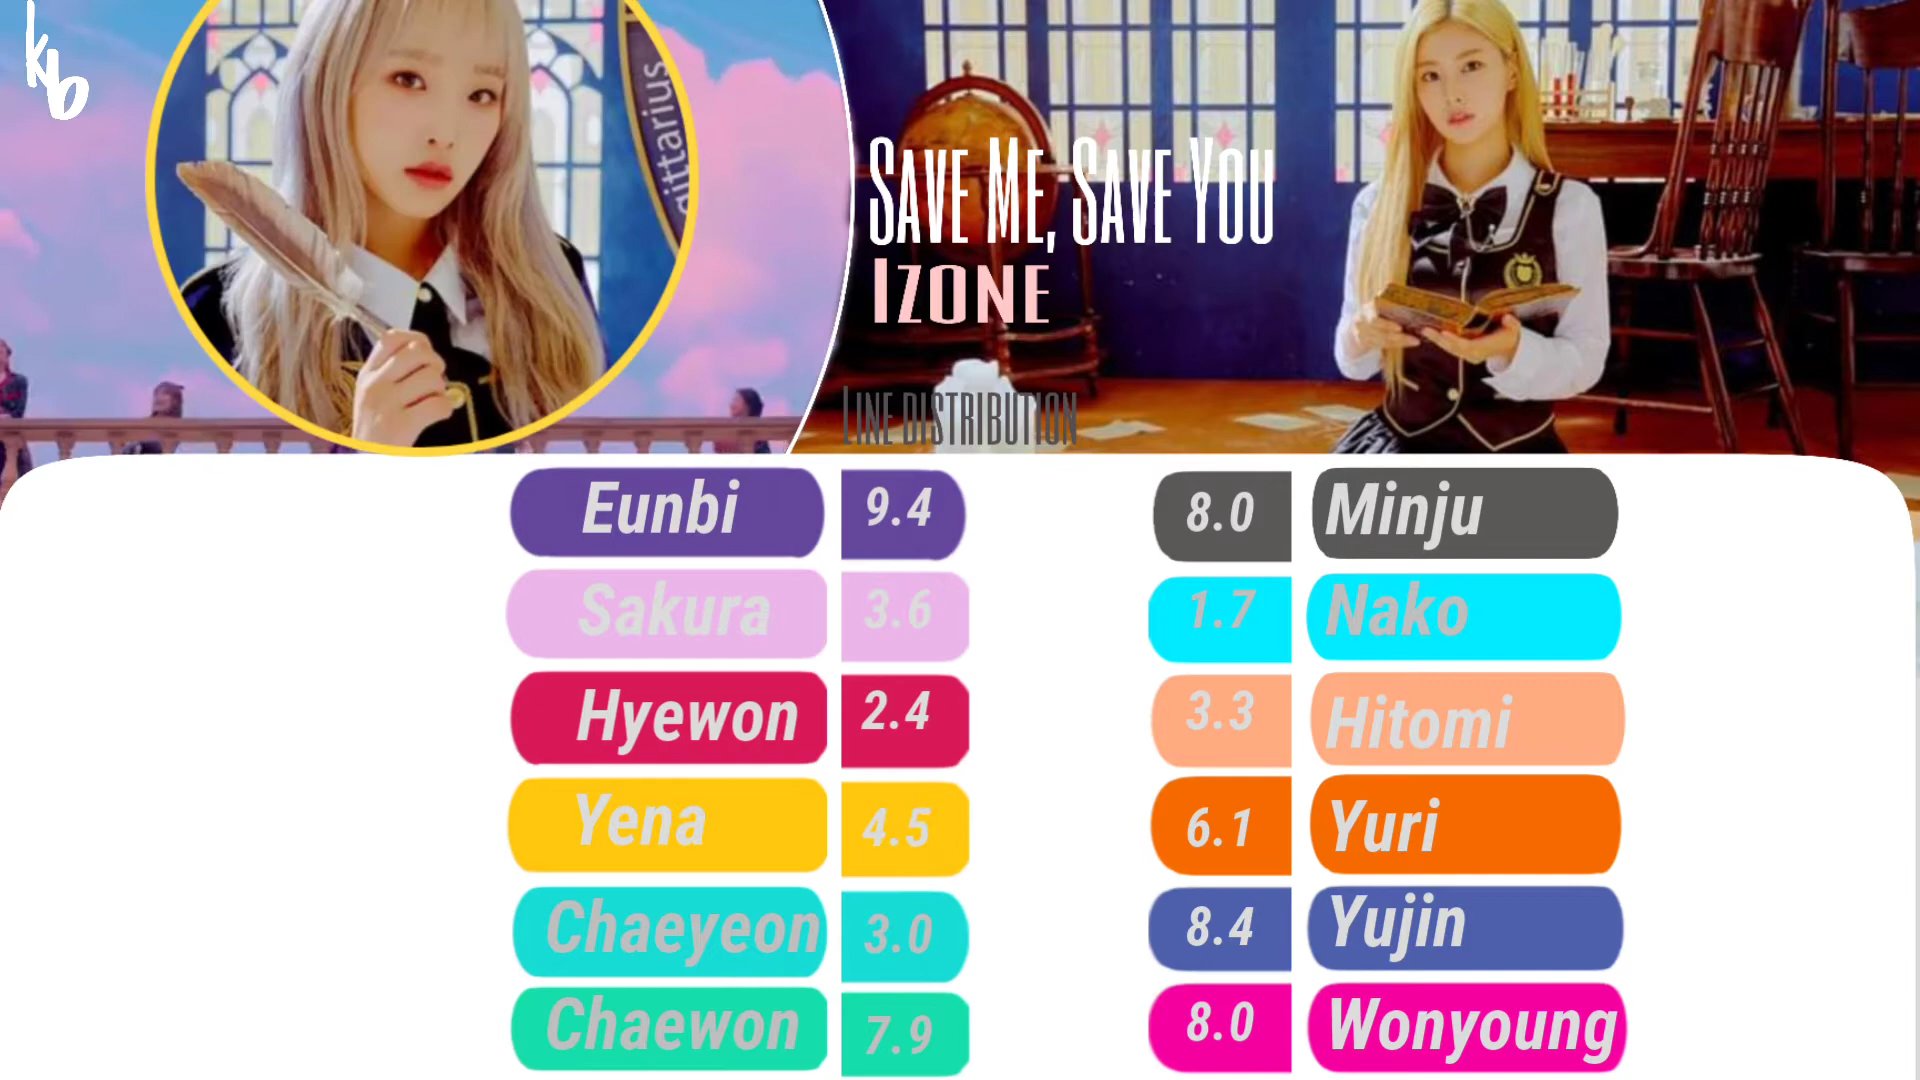 klb
gittarius
SAVE ME, SAVE YOU
IZONE
LINE DISTRIBUTION
Eunbi 9.4 8.0 Minju
Sakura 3.6 1.7 Nako
Hyewon 2.4 3.3 Hitomi
Yena 4.5 6.1 Yuri
Chaeyeon 3.0 8.4 Yujin
Chaewon 7.9 8.0 Wonyoung